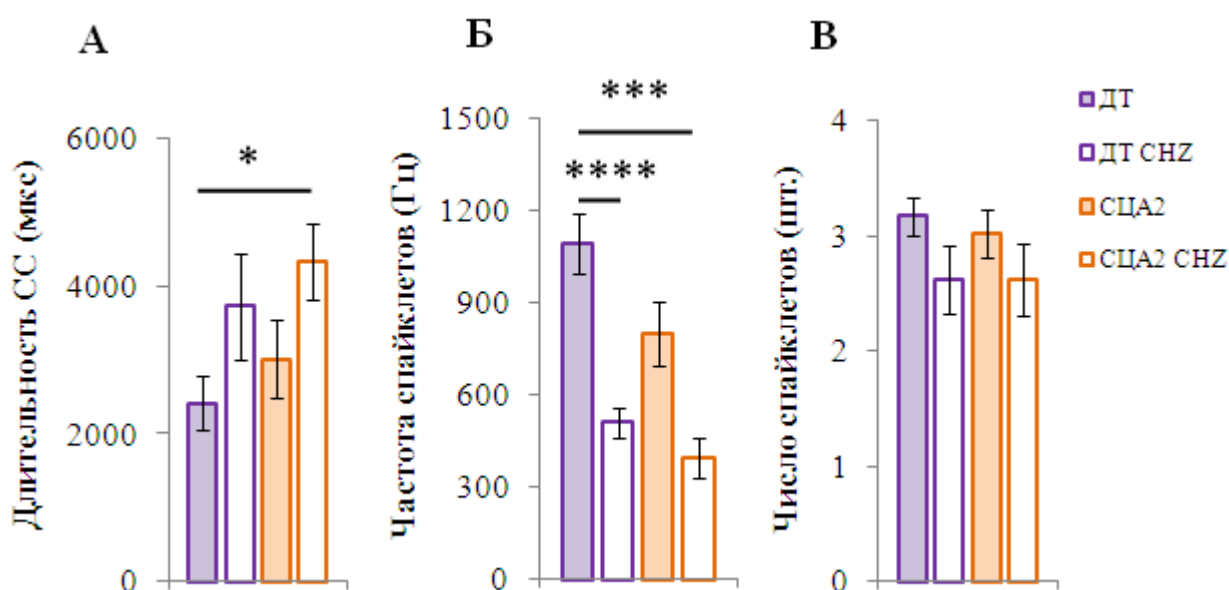 А
Длительность СС (мкс)
6000
4000
2000
0
*
Б
Частота спайклетов (Гц)
1500
1200
900
600
300
0
***
****
В
Число спайклетов (шт.)
4
3
2
1
0
ДТ
ДТ CHZ
СЦА2
СЦА2 CHZ